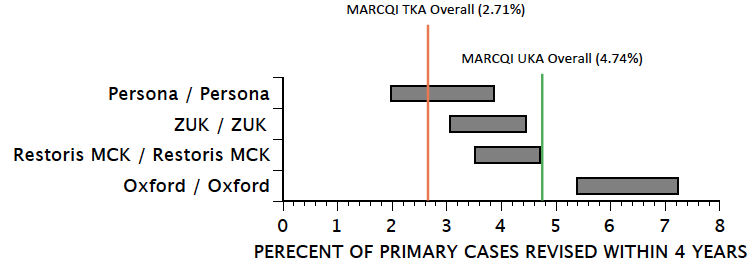 MARCQI TKA Overall (2.71%)
MARCQI UKA Overall (4.74%)
Persona / Persona
ZUK / ZUK
Restoris MCK / Restoris MCK
Oxford / Oxford
0 1 2 3 4 5 6 7 8
PERECENT OF PRIMARY CASES REVISED WITHIN 4 YEARS